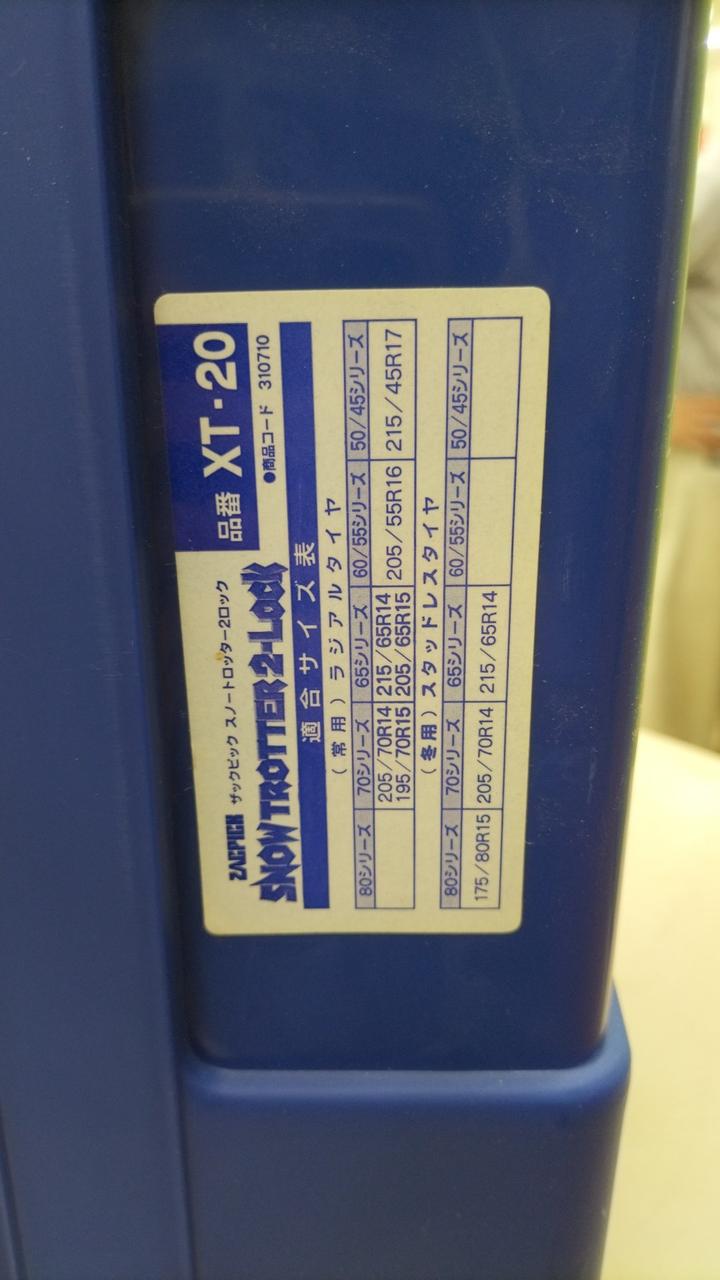 ZACPICK ザックピック スノートロッター2ロック
SNOW TROTTER 2-LOCK
品番 XT・20
●商品コード 310710
適合サイズ表
(常用)ラジアルタイヤ
80シリーズ 70シリーズ 65シリーズ 60/55シリーズ 50/45シリーズ
205/70R14 215/65R14 205/55R16 215/45R17
195/70R15 205/65R15
(冬用)スタッドレスタイヤ
80シリーズ 70シリーズ 65シリーズ 60/55シリーズ 50/45シリーズ
175/80R15 205/70R14 215/65R14